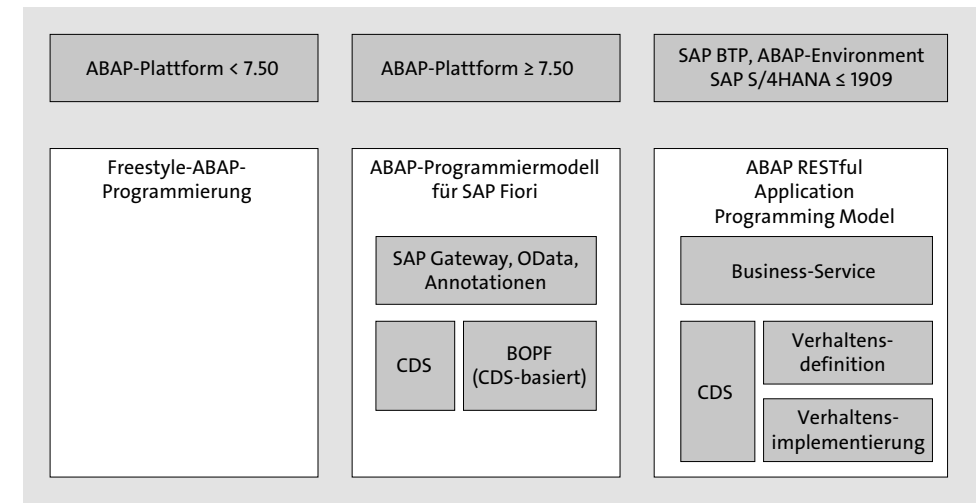 ABAP-Plattform < 7.50
ABAP-Plattform ≥ 7.50
SAP BTP, ABAP-Environment
SAP S/4HANA ≤ 1909
Freestyle-ABAP-
Programmierung
ABAP-Programmiermodell
für SAP Fiori
SAP Gateway, OData,
Annotationen
CDS
BOPF
(CDS-basiert)
ABAP RESTful
Application
Programming Model
Business-Service
CDS
Verhaltens-
definition
Verhaltens-
implementierung